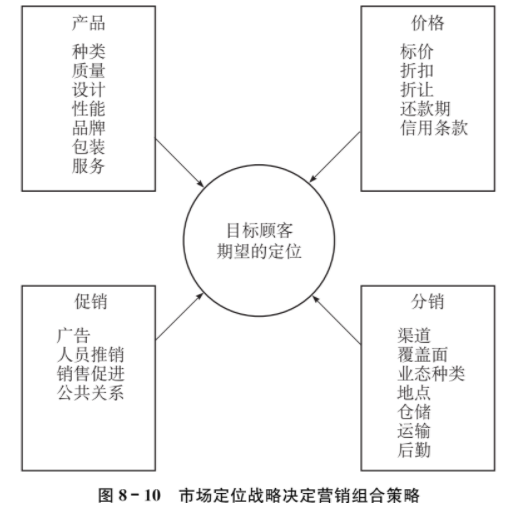 产品
种类
质量
设计
性能
品牌
包装
服务
价格
标价
折扣
折让
还款期
信用条款
目标顾客
期望的定位
促销
广告
人员推销
销售促进
公共关系
分销
渠道
覆盖面
业态种类
地点
仓储
运输
后勤
图 8-10 市场定位战略决定营销组合策略